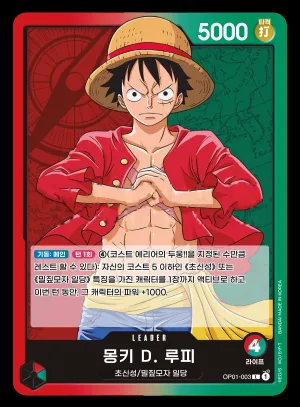 5000
타격
打
기동: 메인 턴 1회 ④(코스트 에리어의 두웅!!을 지정된 수만큼
레스트 할 수 있다): 자신의 코스트 5 이하인 《초신성》 또는
《밀짚모자 일당》 특징을 가진 캐릭터를 1장까지 액티브로 하고,
이번 턴 동안, 그 캐릭터의 파워 +1000.
LEADER
몽키 D. 루피
초신성/밀짚모자 일당
4
라이프
OP01-003 L